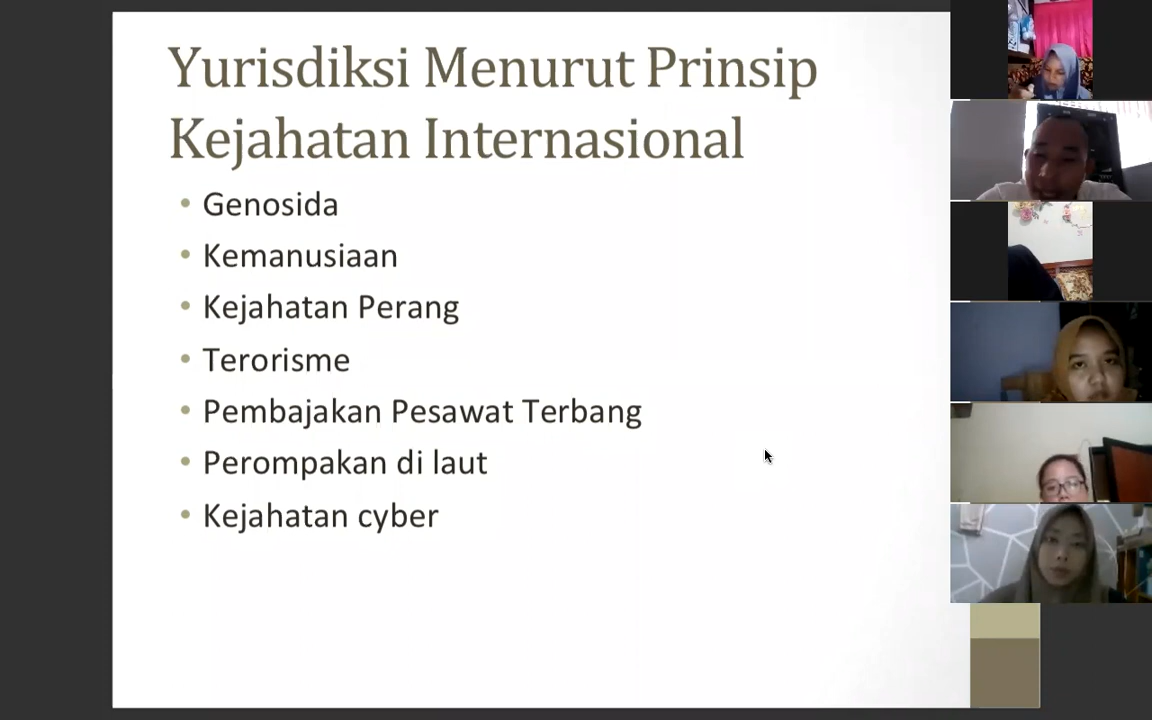 Yurisdiksi Menurut Prinsip
Kejahatan Internasional
• Genosida
• Kemanusiaan
• Kejahatan Perang
• Terorisme
• Pembajakan Pesawat Terbang
• Perompakan di laut
• Kejahatan cyber